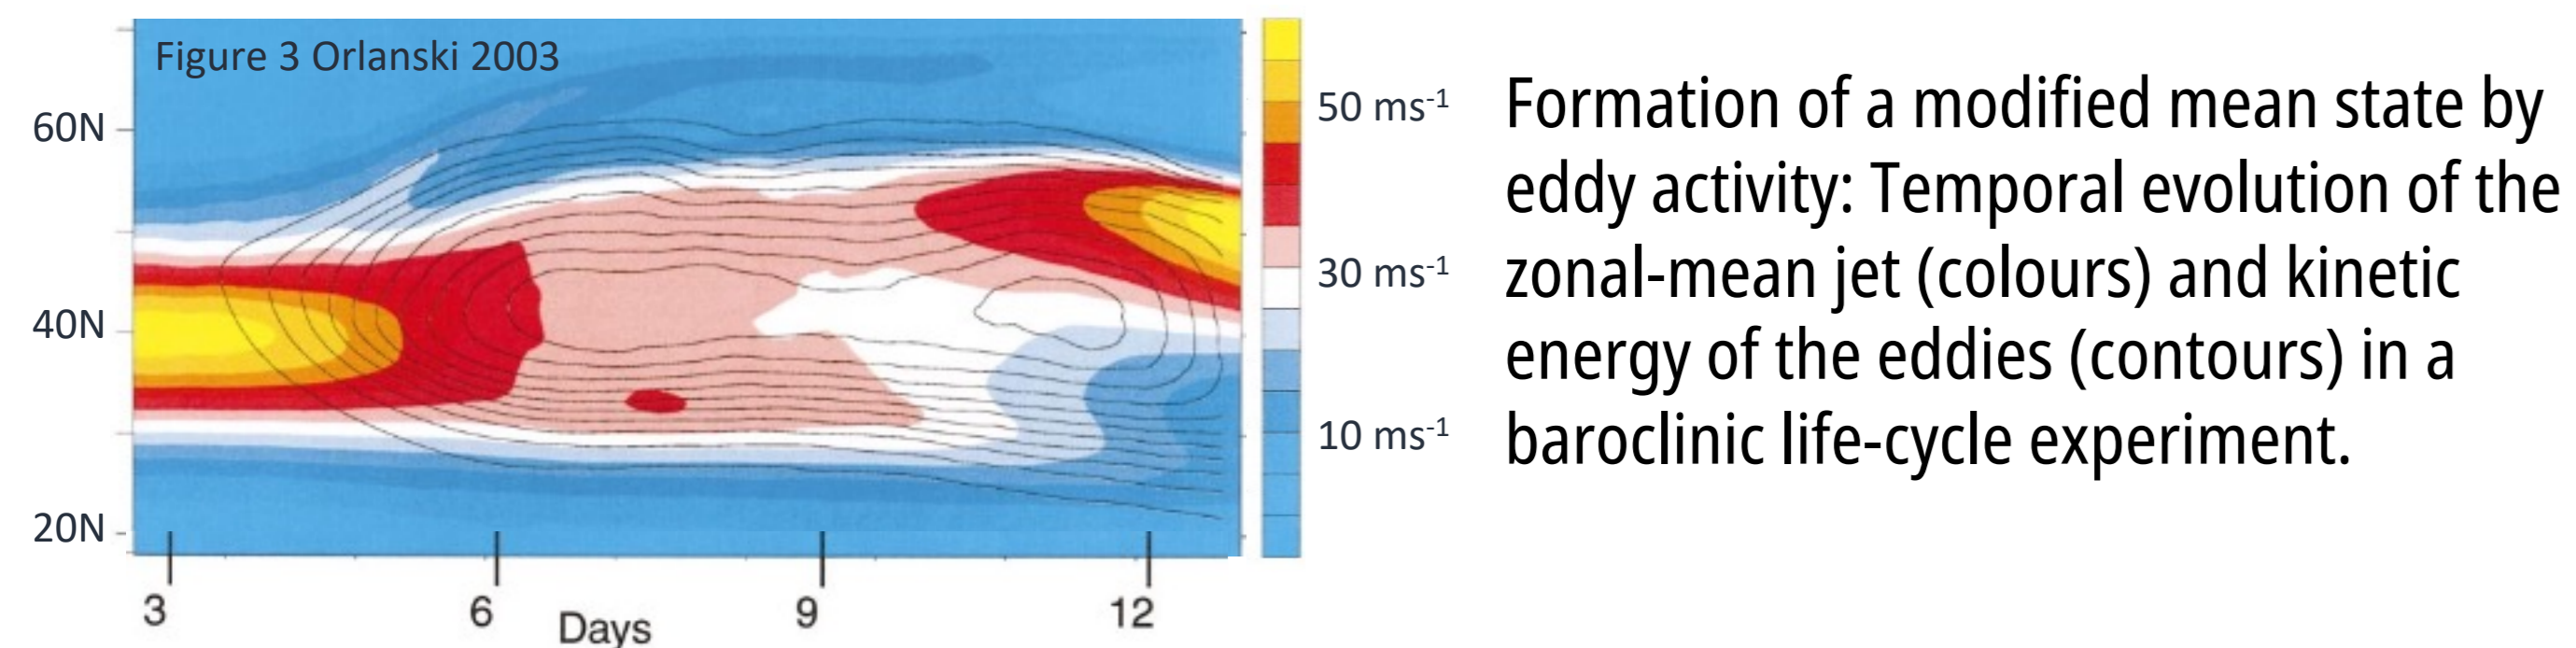 Figure 3 Orlanski 2003
60N
40N
20N
3
6
9
12
Days
50 ms-1
30 ms-1
10 ms-1
Formation of a modified mean state by
eddy activity: Temporal evolution of the
zonal-mean jet (colours) and kinetic
energy of the eddies (contours) in a
baroclinic life-cycle experiment.